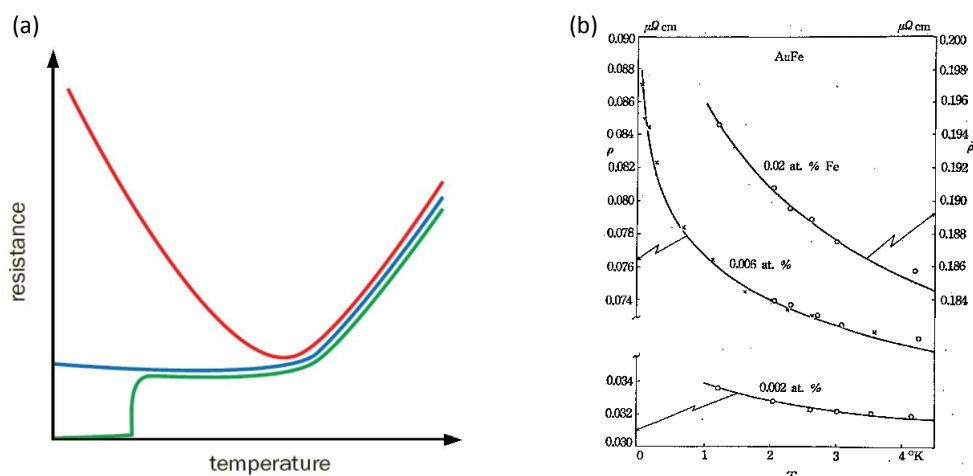 (a)
resistance
temperature
(b)
μΩ cm
μΩ cm
AuFe
0.090
0.088
0.086
0.084
ρ
0.082
0.080
0.078
0.076
0.074
0.034
0.032
0.030
0.200
0.198
0.196
0.194
ρ
0.192
0.190
0.188
0.186
0.184
0.02 at. % Fe
0.006 at. %
0.002 at. %
0
1
2
3
4 °K
T